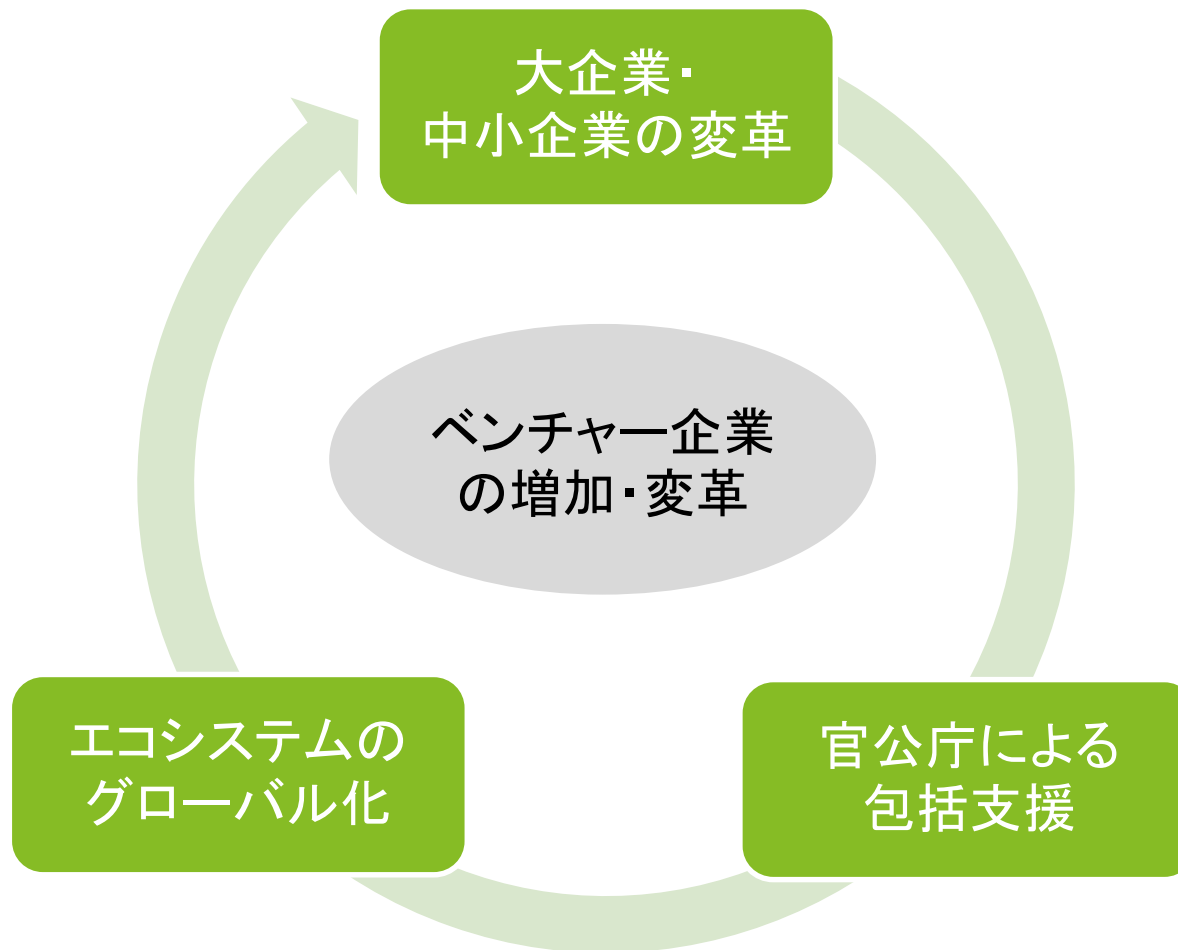 大企業・
中小企業の変革
ベンチャー企業
の増加・変革
エコシステムの
グローバル化
官公庁による
包括支援